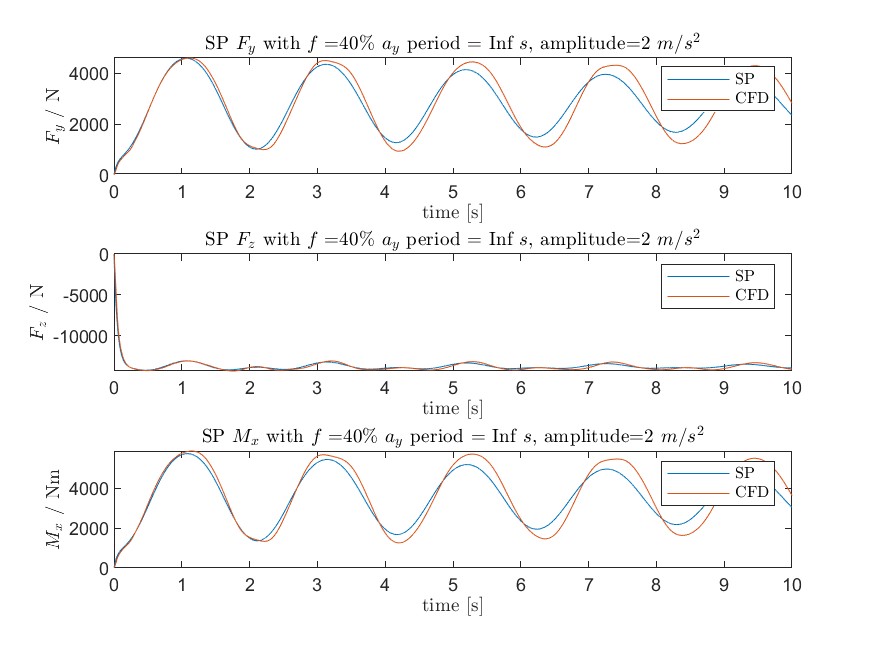 SP F_y with f =40% a_y period = Inf s, amplitude=2 m/s^2
F_y / N
4000
2000
0
SP
CFD
0 1 2 3 4 5 6 7 8 9 10
time [s]
SP F_z with f =40% a_y period = Inf s, amplitude=2 m/s^2
F_z / N
0
-5000
-10000
SP
CFD
0 1 2 3 4 5 6 7 8 9 10
time [s]
SP M_x with f =40% a_y period = Inf s, amplitude=2 m/s^2
M_x / Nm
4000
2000
0
SP
CFD
0 1 2 3 4 5 6 7 8 9 10
time [s]